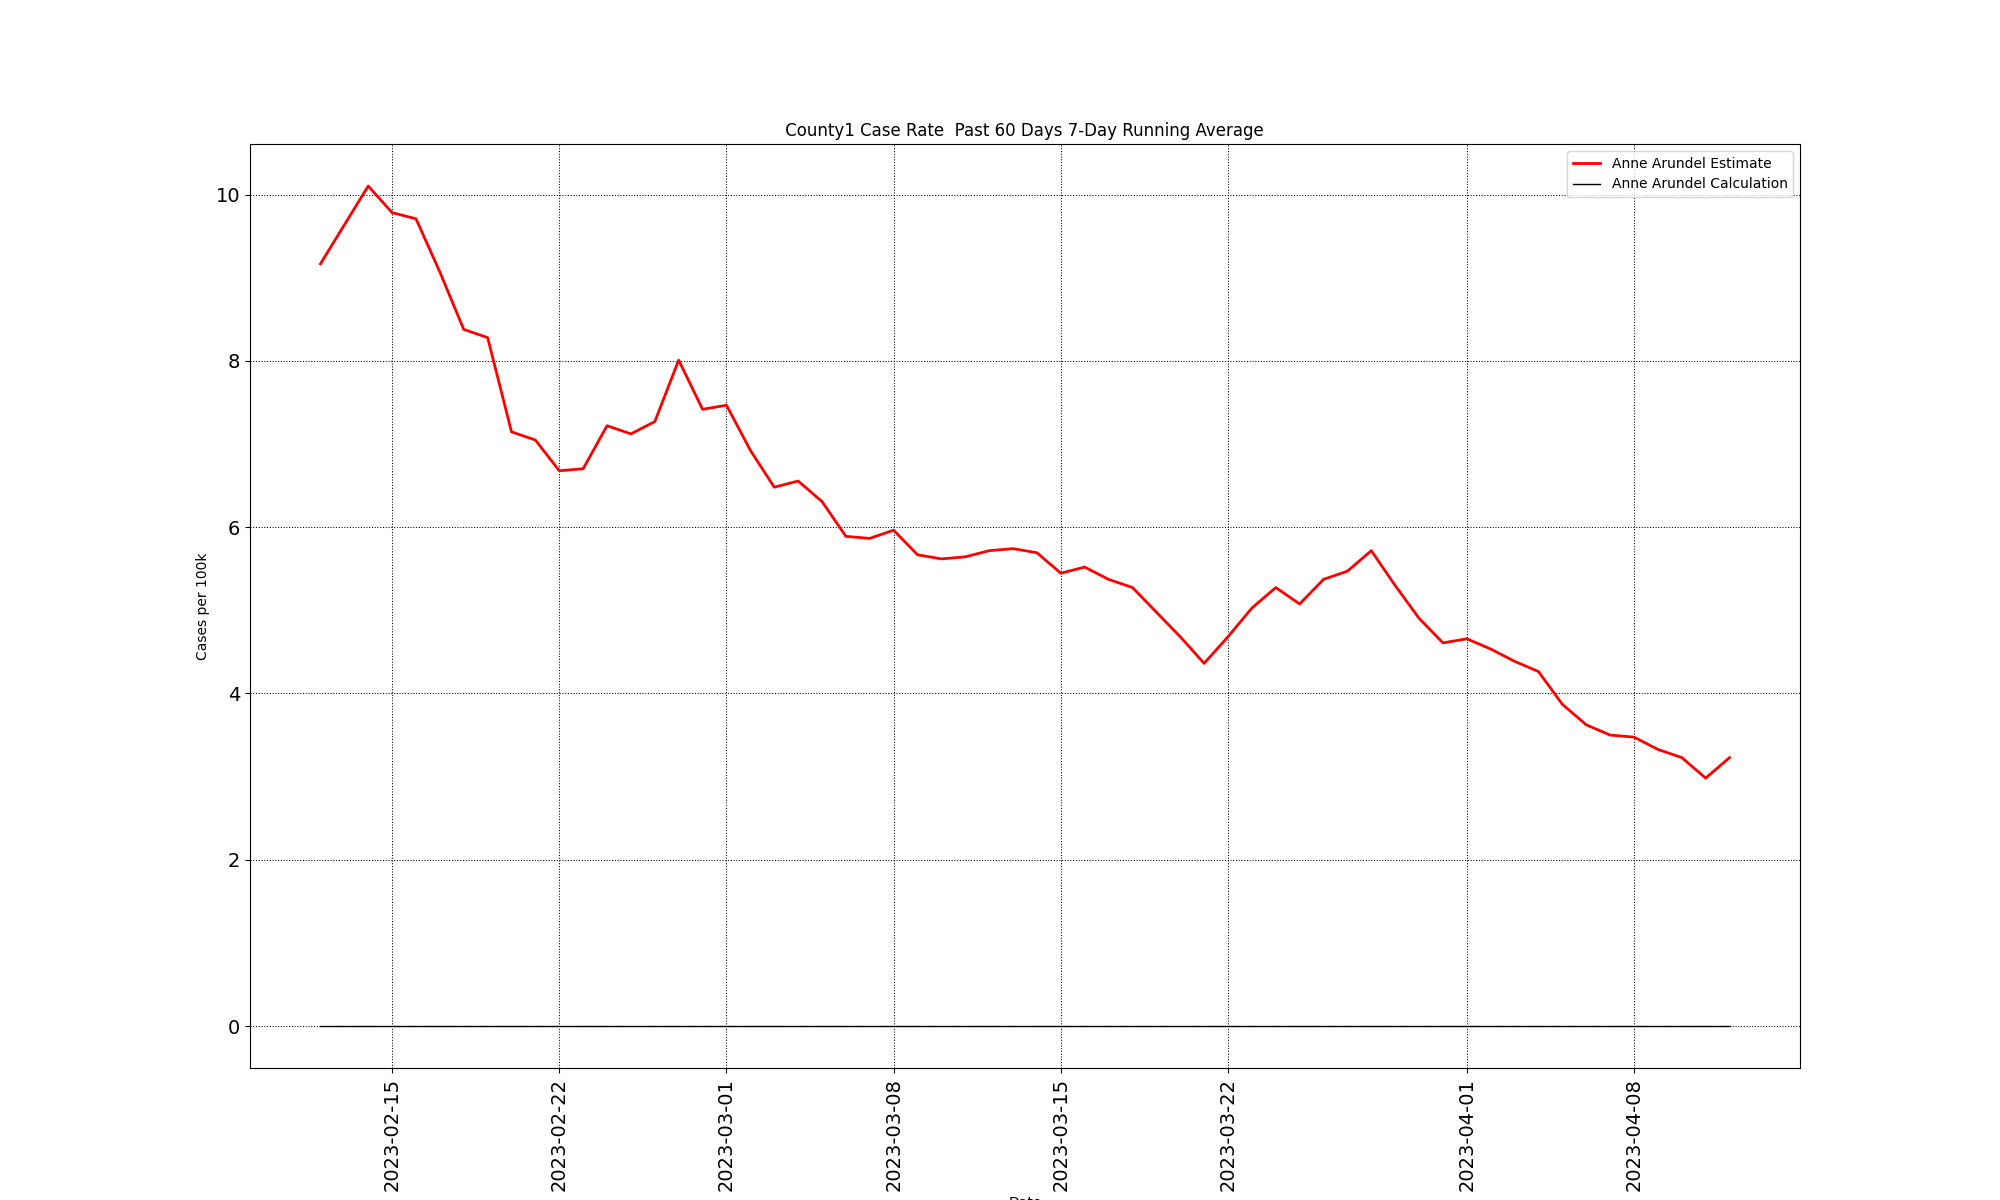 County1 Case Rate  Past 60 Days 7-Day Running Average
Anne Arundel Estimate
Anne Arundel Calculation
10
8
6
4
2
0
Cases per 100k
2023-02-15
2023-02-22
2023-03-01
2023-03-08
2023-03-15
2023-03-22
2023-04-01
2023-04-08
Date